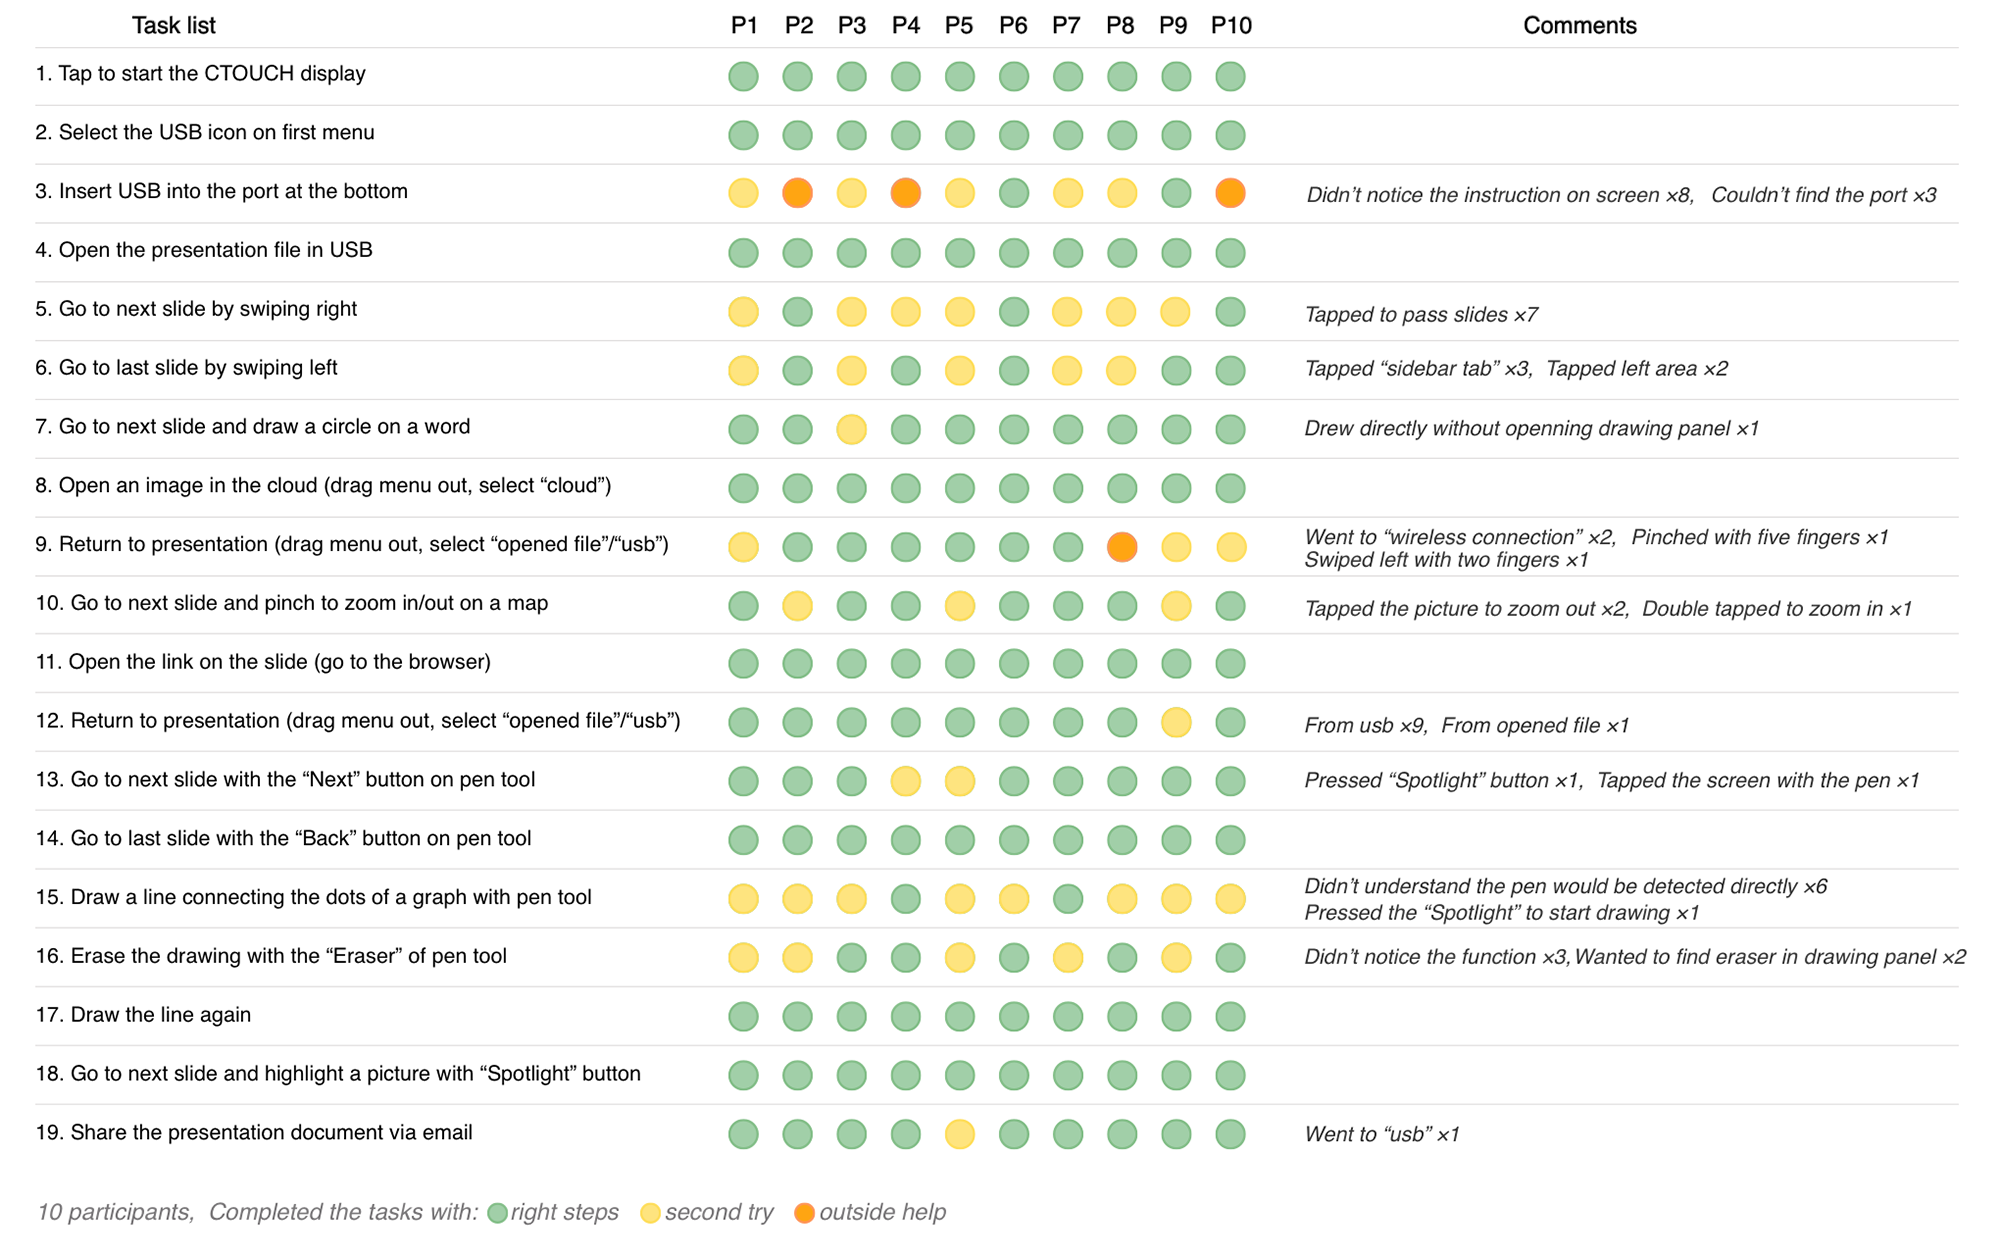 Task list P1 P2 P3 P4 P5 P6 P7 P8 P9 P10 Comments
1. Tap to start the CTOUCH display
2. Select the USB icon on first menu
3. Insert USB into the port at the bottom Didn’t notice the instruction on screen ×8, Couldn’t find the port ×3
4. Open the presentation file in USB
5. Go to next slide by swiping right Tapped to pass slides ×7
6. Go to last slide by swiping left Tapped “sidebar tab” ×3, Tapped left area ×2
7. Go to next slide and draw a circle on a word Drew directly without openning drawing panel ×1
8. Open an image in the cloud (drag menu out, select “cloud”)
9. Return to presentation (drag menu out, select “opened file”/“usb”) Went to “wireless connection” ×2, Pinched with five fingers ×1
Swiped left with two fingers ×1
10. Go to next slide and pinch to zoom in/out on a map Tapped the picture to zoom out ×2, Double tapped to zoom in ×1
11. Open the link on the slide (go to the browser)
12. Return to presentation (drag menu out, select “opened file”/“usb”) From usb ×9, From opened file ×1
13. Go to next slide with the “Next” button on pen tool Pressed “Spotlight” button ×1, Tapped the screen with the pen ×1
14. Go to last slide with the “Back” button on pen tool
15. Draw a line connecting the dots of a graph with pen tool Didn’t understand the pen would be detected directly ×6
Pressed the “Spotlight” to start drawing ×1
16. Erase the drawing with the “Eraser” of pen tool Didn’t notice the function ×3, Wanted to find eraser in drawing panel ×2
17. Draw the line again
18. Go to next slide and highlight a picture with “Spotlight” button
19. Share the presentation document via email Went to “usb” ×1
10 participants, Completed the tasks with: right steps second try outside help